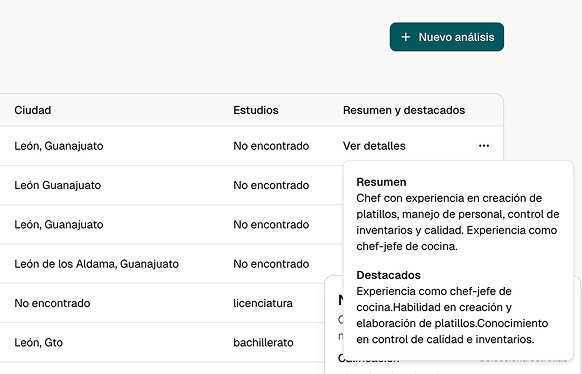 + Nuevo análisis
Ciudad Estudios Resumen y destacados
León, Guanajuato No encontrado Ver detalles ...
León Guanajuato No encontrado
León, Guanajuato No encontrado
León de los Aldama, Guanajuato No encontrado
No encontrado licenciatura
León, Gto bachillerato
Resumen
Chef con experiencia en creación de
platillos, manejo de personal, control de
inventarios y calidad. Experiencia como
chef-jefe de cocina.
Destacados
Experiencia como chef-jefe de
cocina.Habilidad en creación y
elaboración de platillos.Conocimiento
en control de calidad e inventarios.